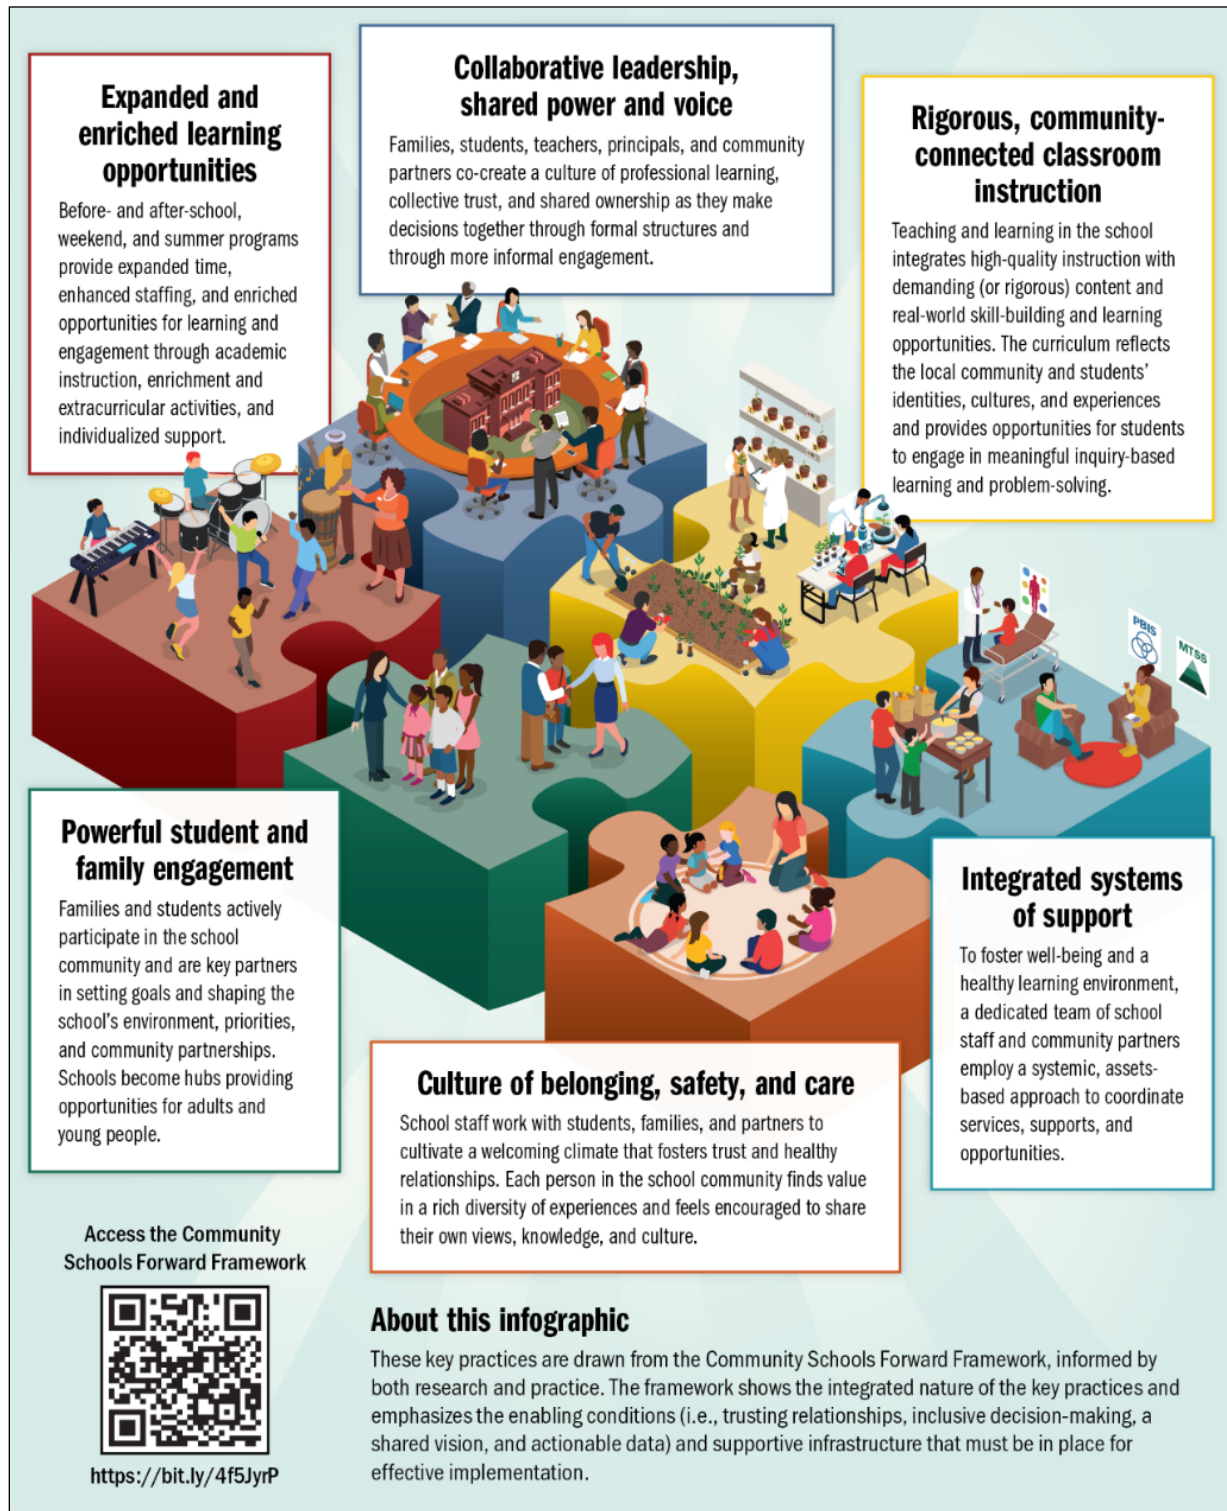 Expanded and
enriched learning
opportunities
Before- and after-school,
weekend, and summer programs
provide expanded time,
enhanced staffing, and enriched
opportunities for learning and
engagement through academic
instruction, enrichment and
extracurricular activities, and
individualized support.
Collaborative leadership,
shared power and voice
Families, students, teachers, principals, and community
partners co-create a culture of professional learning,
collective trust, and shared ownership as they make
decisions together through formal structures and
through more informal engagement.
Rigorous, community-
connected classroom
instruction
Teaching and learning in the school
integrates high-quality instruction with
demanding (or rigorous) content and
real-world skill-building and learning
opportunities. The curriculum reflects
the local community and students’
identities, cultures, and experiences
and provides opportunities for students
to engage in meaningful inquiry-based
learning and problem-solving.
PBIS
MTSS
Powerful student and
family engagement
Families and students actively
participate in the school
community and are key partners
in setting goals and shaping the
school’s environment, priorities,
and community partnerships.
Schools become hubs providing
opportunities for adults and
young people.
Integrated systems
of support
To foster well-being and a
healthy learning environment,
a dedicated team of school
staff and community partners
employ a systemic, assets-
based approach to coordinate
services, supports, and
opportunities.
Culture of belonging, safety, and care
School staff work with students, families, and partners to
cultivate a welcoming climate that fosters trust and healthy
relationships. Each person in the school community finds value
in a rich diversity of experiences and feels encouraged to share
their own views, knowledge, and culture.
Access the Community
Schools Forward Framework
https://bit.ly/4f5JyrP
About this infographic
These key practices are drawn from the Community Schools Forward Framework, informed by
both research and practice. The framework shows the integrated nature of the key practices and
emphasizes the enabling conditions (i.e., trusting relationships, inclusive decision-making, a
shared vision, and actionable data) and supportive infrastructure that must be in place for
effective implementation.